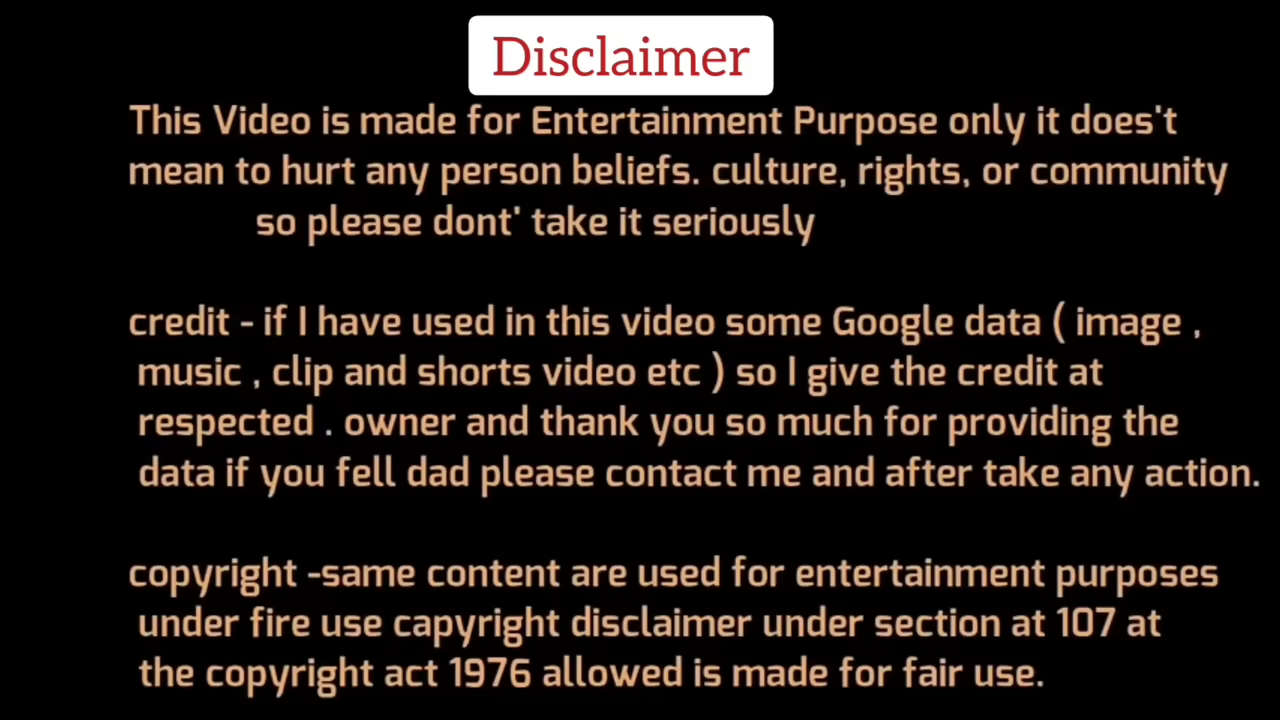 Disclaimer
This Video is made for Entertainment Purpose only it does't
mean to hurt any person beliefs. culture, rights, or community
so please dont' take it seriously
credit - if I have used in this video some Google data ( image ,
music , clip and shorts video etc ) so I give the credit at
respected . owner and thank you so much for providing the
data if you fell dad please contact me and after take any action.
copyright -same content are used for entertainment purposes
under fire use capyright disclaimer under section at 107 at
the copyright act 1976 allowed is made for fair use.